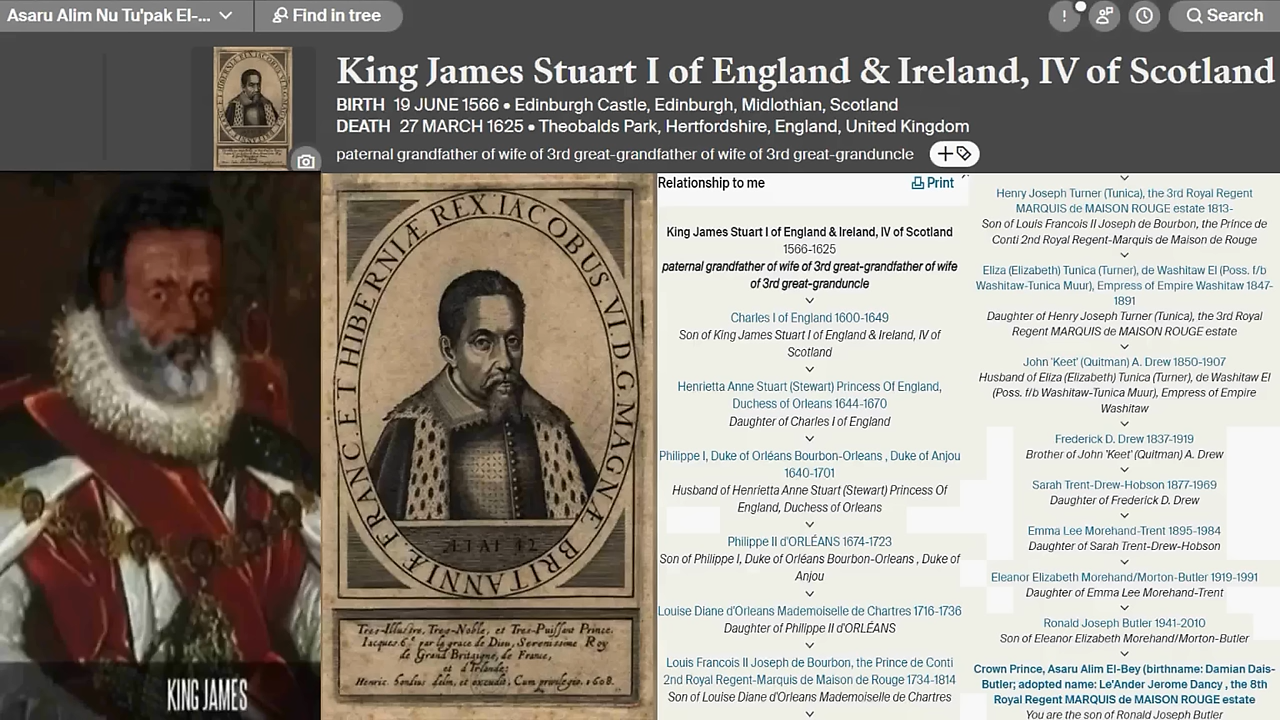 Asaru Alim Nu Tu'pak El-...
Find in tree
!
Search
King James Stuart I of England & Ireland, IV of Scotland
BIRTH 19 JUNE 1566 • Edinburgh Castle, Edinburgh, Midlothian, Scotland
DEATH 27 MARCH 1625 • Theobalds Park, Hertfordshire, England, United Kingdom
paternal grandfather of wife of 3rd great-grandfather of wife of 3rd great-granduncle
KING JAMES
IACOBUS.VI.D.G.MAGNÆ BRITANNIÆ FRANC.ET HIBERNIÆ REX.
ÆTAT 42
Tres-Illustre, Tres-Noble, et Tres-Puissant Prince,
Iacques 6e par la grace de Dieu, Serenissime Roy
de Grand Britaigne, de France,
et d'Irlande:
Henric hondius delin, et excudit, Cum privilegio. 1608.
Relationship to me
Print
King James Stuart I of England & Ireland, IV of Scotland
1566-1625
paternal grandfather of wife of 3rd great-grandfather of wife
of 3rd great-granduncle
Charles I of England 1600-1649
Son of King James Stuart I of England & Ireland, IV of
Scotland
Henrietta Anne Stuart (Stewart) Princess Of England,
Duchess of Orleans 1644-1670
Daughter of Charles I of England
Philippe I, Duke of Orléans Bourbon-Orleans , Duke of Anjou
1640-1701
Husband of Henrietta Anne Stuart (Stewart) Princess Of
England, Duchess of Orleans
Philippe II d'ORLÉANS 1674-1723
Son of Philippe I, Duke of Orléans Bourbon-Orleans , Duke of
Anjou
Louise Diane d'Orleans Mademoiselle de Chartres 1716-1736
Daughter of Philippe II d'ORLÉANS
Louis Francois II Joseph de Bourbon, the Prince de Conti
2nd Royal Regent-Marquis de Maison de Rouge 1734-1814
Son of Louise Diane d'Orleans Mademoiselle de Chartres
Henry Joseph Turner (Tunica), the 3rd Royal Regent
MARQUIS de MAISON ROUGE estate 1813-
Son of Louis Francois II Joseph de Bourbon, the Prince de
Conti 2nd Royal Regent-Marquis de Maison de Rouge
Eliza (Elizabeth) Tunica (Turner), de Washitaw El (Poss. f/b
Washitaw-Tunica Muur), Empress of Empire Washitaw 1847-
1891
Daughter of Henry Joseph Turner (Tunica), the 3rd Royal
Regent MARQUIS de MAISON ROUGE estate
John 'Keet' (Quitman) A. Drew 1850-1907
Husband of Eliza (Elizabeth) Tunica (Turner), de Washitaw El
(Poss. f/b Washitaw-Tunica Muur), Empress of Empire
Washitaw
Frederick D. Drew 1837-1919
Brother of John 'Keet' (Quitman) A. Drew
Sarah Trent-Drew-Hobson 1877-1969
Daughter of Frederick D. Drew
Emma Lee Morehand-Trent 1895-1984
Daughter of Sarah Trent-Drew-Hobson
Eleanor Elizabeth Morehand/Morton-Butler 1919-1991
Daughter of Emma Lee Morehand-Trent
Ronald Joseph Butler 1941-2010
Son of Eleanor Elizabeth Morehand/Morton-Butler
Crown Prince, Asaru Alim El-Bey (birthname: Damian Dais-
Butler; adopted name: Le'Ander Jerome Dancy , the 8th
Royal Regent MARQUIS de MAISON ROUGE estate
You are the son of Ronald Joseph Butler